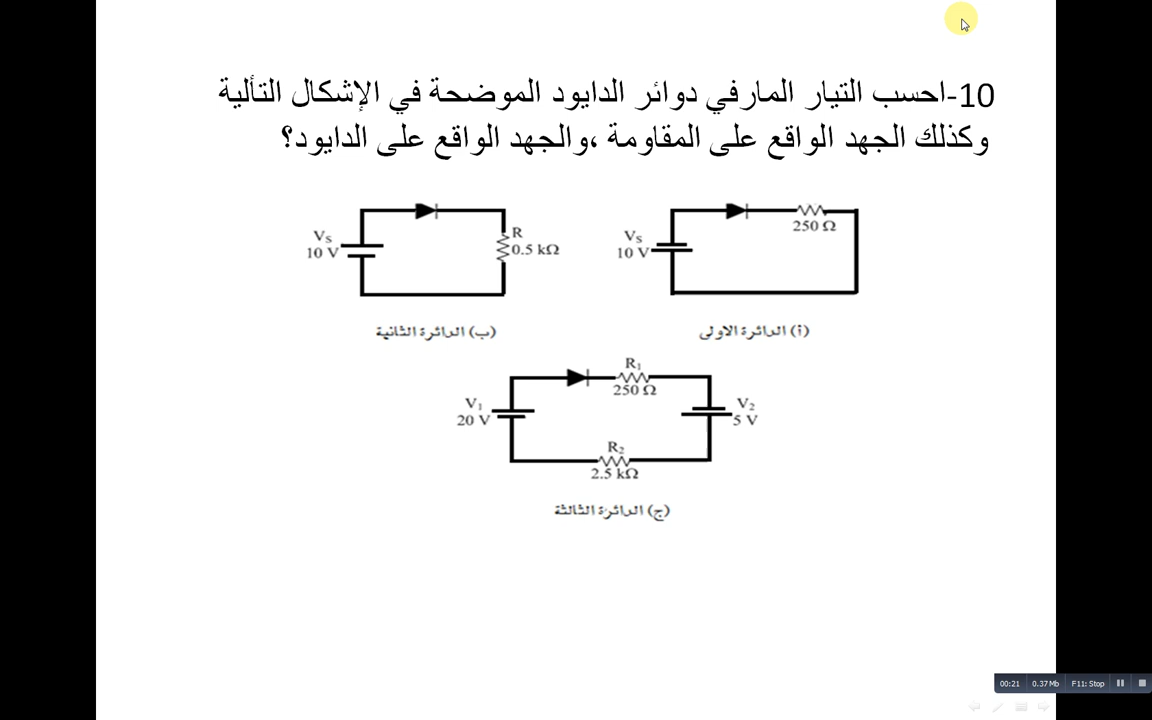 10-احسب التيار المارفي دوائر الدايود الموضحة في الإشكال التألية
وكذلك الجهد الواقع على المقاومة ،والجهد الواقع على الدايود؟
VS
10 V
R
0.5 kΩ
VS
10 V
250 Ω
(ب) الدائرة الثانية
(أ) الدائرة الاولى
R1
250 Ω
V1
20 V
V2
5 V
R2
2.5 kΩ
(ج) الدائرة الثالثة
00:21 0.37 Mb F11: Stop